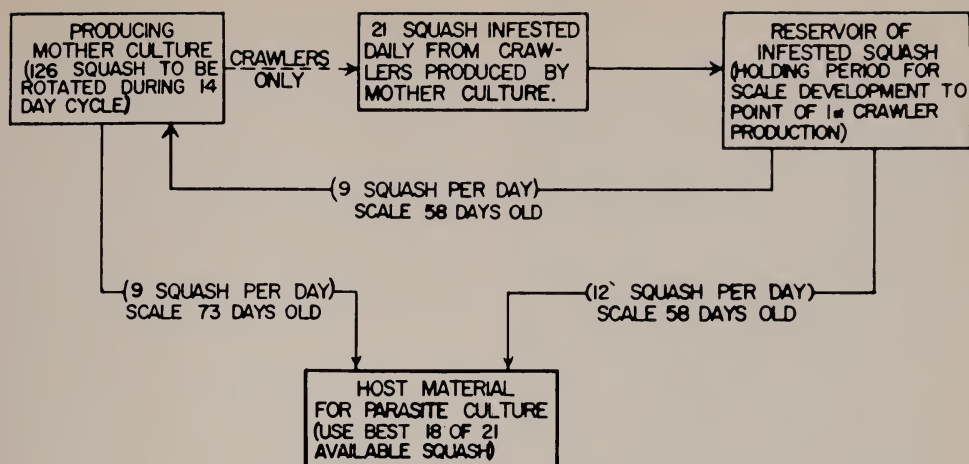 PRODUCING
MOTHER CULTURE
(126 SQUASH TO BE
ROTATED DURING 14
DAY CYCLE)
CRAWLERS
ONLY
21 SQUASH INFESTED
DAILY FROM CRAW-
LERS PRODUCED BY
MOTHER CULTURE.
RESERVOIR OF
INFESTED SQUASH
(HOLDING PERIOD FOR
SCALE DEVELOPMENT TO
POINT OF 1st CRAWLER
PRODUCTION)
(9 SQUASH PER DAY)
SCALE 58 DAYS OLD
(9 SQUASH PER DAY)
SCALE 73 DAYS OLD
(12 SQUASH PER DAY)
SCALE 58 DAYS OLD
HOST MATERIAL
FOR PARASITE CULTURE
(USE BEST 18 OF 21
AVAILABLE SQUASH)